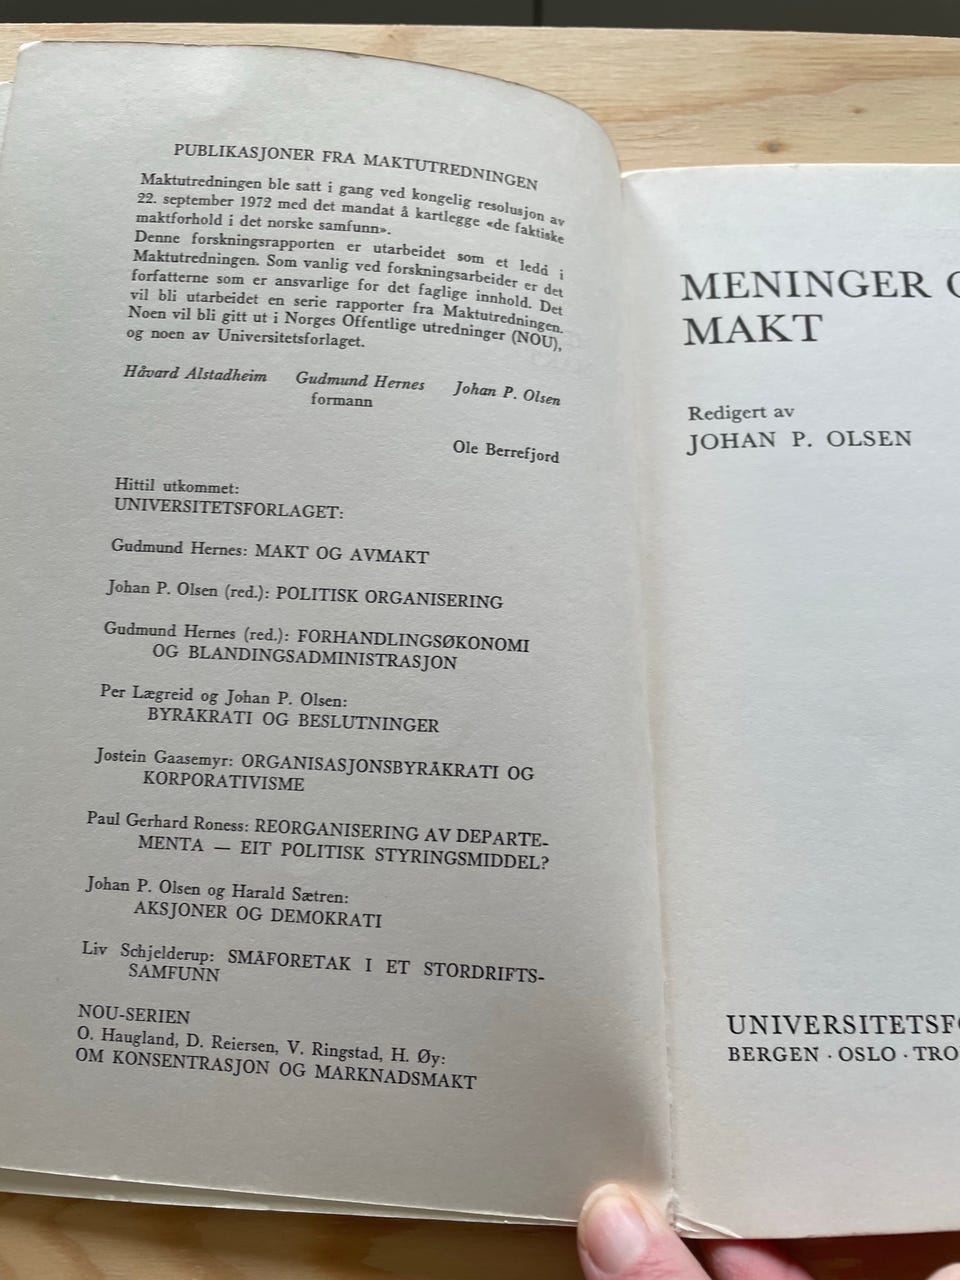 PUBLIKASJONER FRA MAKTUTREDNINGEN
Maktutredningen ble satt i gang ved kongelig resolusjon av
22. september 1972 med det mandat å kartlegge «de faktiske
maktforhold i det norske samfunn».
Denne forskningsrapporten er utarbeidet som et ledd i
Maktutredningen. Som vanlig ved forskningsarbeider er det
forfatterne som er ansvarlige for det faglige innhold. Det
vil bli utarbeidet en serie rapporter fra Maktutredningen.
Noen vil bli gitt ut i Norges Offentlige utredninger (NOU),
og noen av Universitetsforlaget.
Håvard Alstadheim Gudmund Hernes Johan P. Olsen
formann
Ole Berrefjord
Hittil utkommet:
UNIVERSITETSFORLAGET:
Gudmund Hernes: MAKT OG AVMAKT
Johan P. Olsen (red.): POLITISK ORGANISERING
Gudmund Hernes (red.): FORHANDLINGSØKONOMI
OG BLANDINGSADMINISTRASJON
Per Lægreid og Johan P. Olsen:
BYRÅKRATI OG BESLUTNINGER
Jostein Gaasemyr: ORGANISASJONSBYRÅKRATI OG
KORPORATIVISME
Paul Gerhard Roness: REORGANISERING AV DEPARTE-
MENTA — EIT POLITISK STYRINGSMIDDEL?
Johan P. Olsen og Harald Sætren:
AKSJONER OG DEMOKRATI
Liv Schjelderup: SMÅFORETAK I ET STORDRIFTS-
SAMFUNN
NOU-SERIEN
O. Haugland, D. Reiersen, V. Ringstad, H. Øy:
OM KONSENTRASJON OG MARKNADSMAKT
MENINGER
MAKT
Redigert av
JOHAN P. OLSEN
UNIVERSITETSF
BERGEN · OSLO · TRO